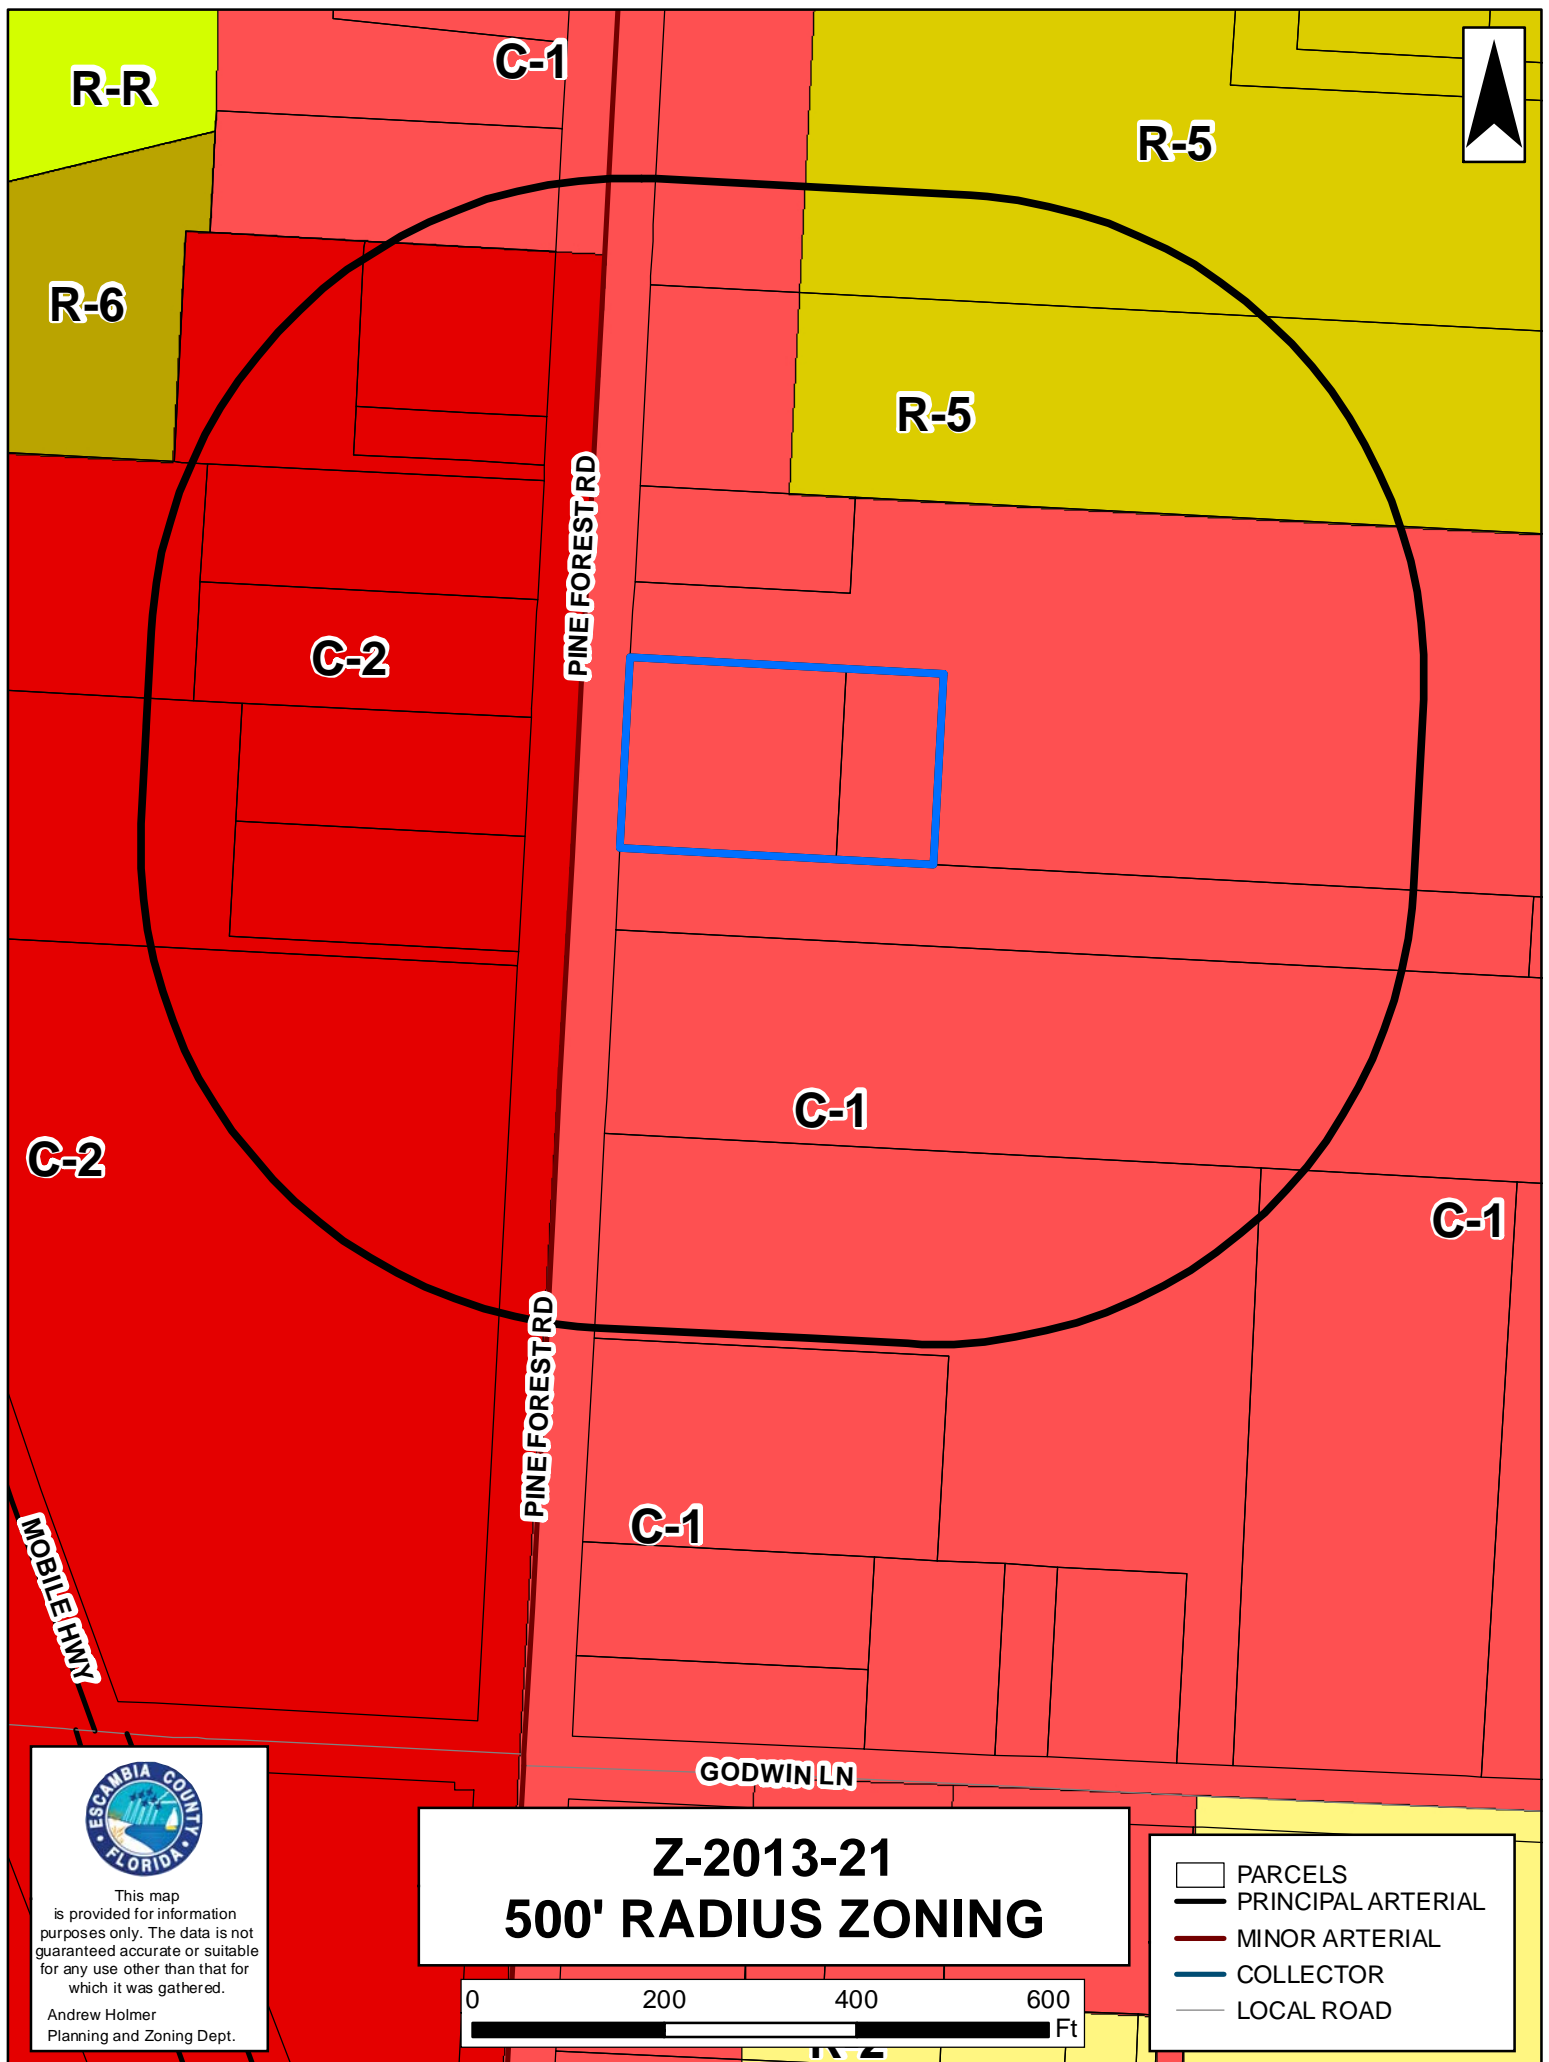 C-1
R-R
R-5
R-6
R-5
PINE FOREST RD
C-2
C-1
C-2
C-1
PINE FOREST RD
C-1
MOBILE HWY
GODWIN LN
ESCAMBIA COUNTY
FLORIDA
This map
is provided for information
purposes only. The data is not
guaranteed accurate or suitable
for any use other than that for
which it was gathered.
Andrew Holmer
Planning and Zoning Dept.
Z-2013-21
500' RADIUS ZONING
0 200 400 600
Ft
PARCELS
PRINCIPAL ARTERIAL
MINOR ARTERIAL
COLLECTOR
LOCAL ROAD
R-2